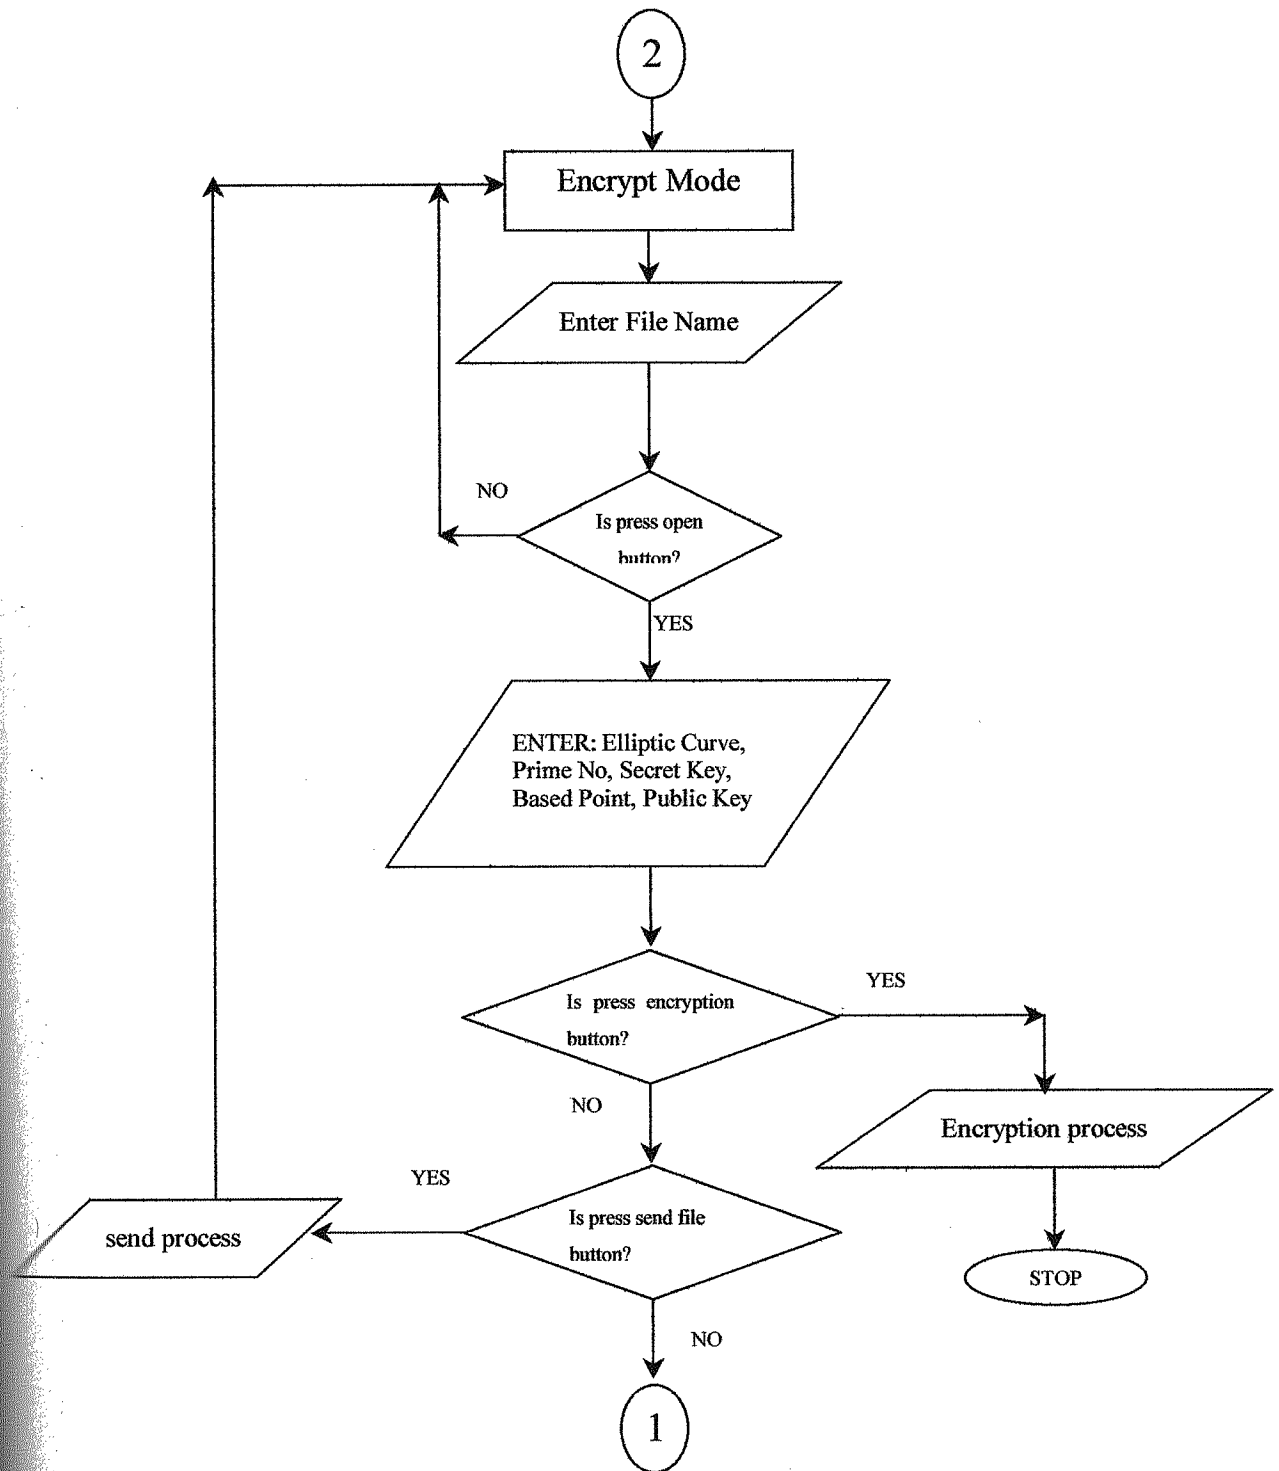 2
Encrypt Mode
Enter File Name
NO
Is press open
button?
YES
ENTER: Elliptic Curve,
Prime No, Secret Key,
Based Point, Public Key
YES
Is press encryption
button?
NO
Encryption process
YES
Is press send file
button?
send process
STOP
NO
1